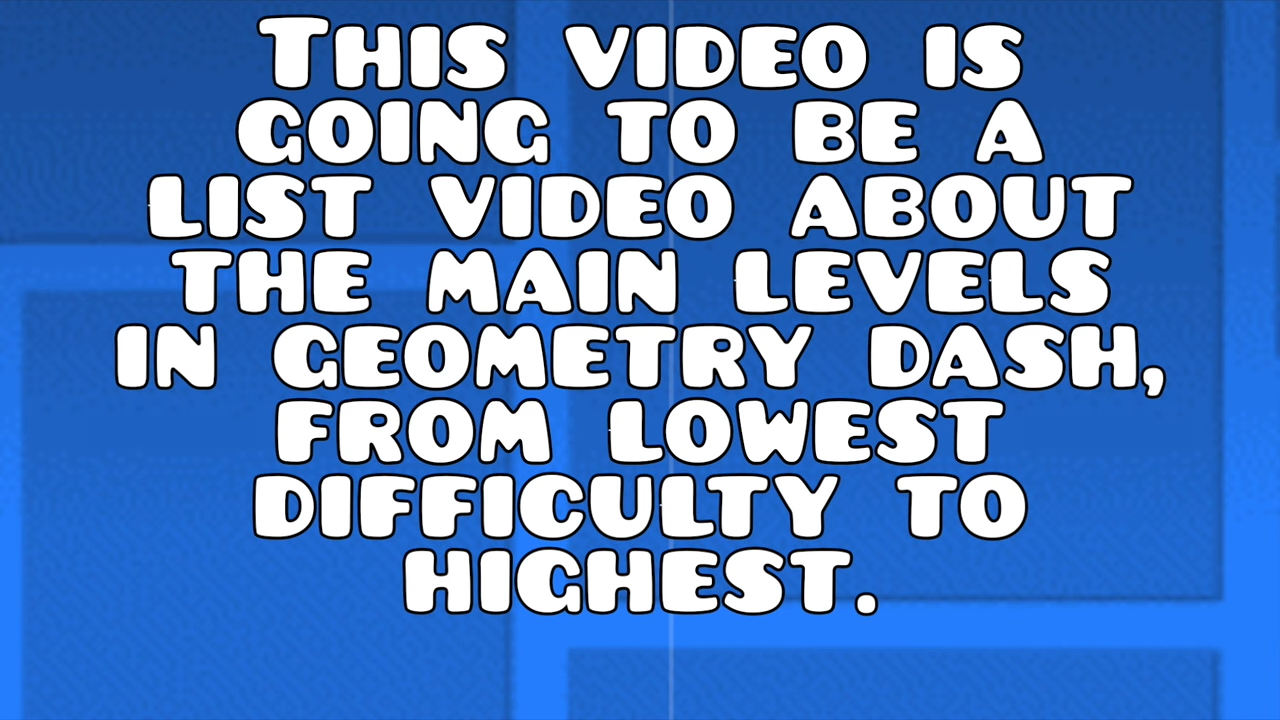 This video is
going to be a
list video about
the main levels
in Geometry Dash,
from lowest
difficulty to
highest.